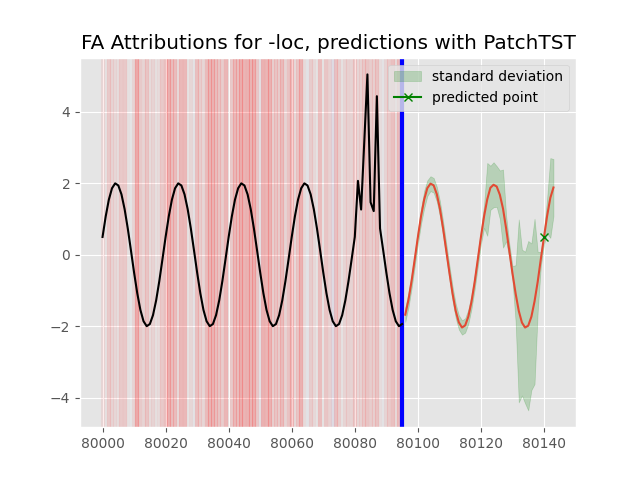 FA Attributions for -loc, predictions with PatchTST
standard deviation
predicted point
4
2
0
−2
−4
80000 80020 80040 80060 80080 80100 80120 80140